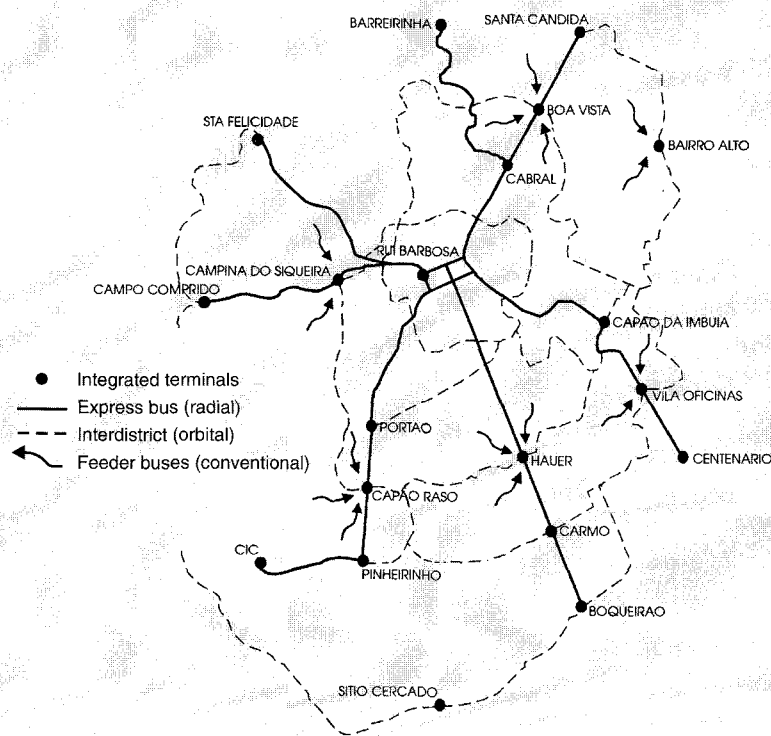 BARREIRINHA
SANTA CANDIDA
BOA VISTA
STA FELICIDADE
BAIRRO ALTO
CABRAL
RUI BARBOSA
CAMPINA DO SIQUEIRA
CAMPO COMPRIDO
CAPAO DA IMBUIA
Integrated terminals
Express bus (radial)
Interdistrict (orbital)
Feeder buses (conventional)
VILA OFICINAS
PORTAO
HAUER
CENTENARIO
CAPAO RASO
CARMO
CIC
PINHEIRINHO
BOQUEIRAO
SITIO CERCADO